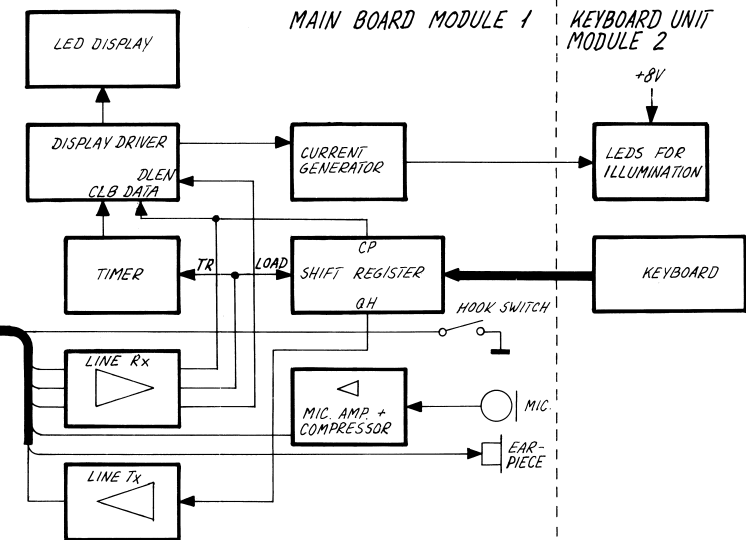 MAIN BOARD MODULE 1
KEYBOARD UNIT
MODULE 2
LED DISPLAY
+8V
DISPLAY DRIVER
DLEN
CLB DATA
CURRENT
GENERATOR
LEDS FOR
ILLUMINATION
TIMER
TR
LOAD
CP
SHIFT REGISTER
QH
KEYBOARD
HOOK SWITCH
LINE Rx
MIC. AMP. +
COMPRESSOR
MIC.
EAR-
PIECE
LINE Tx